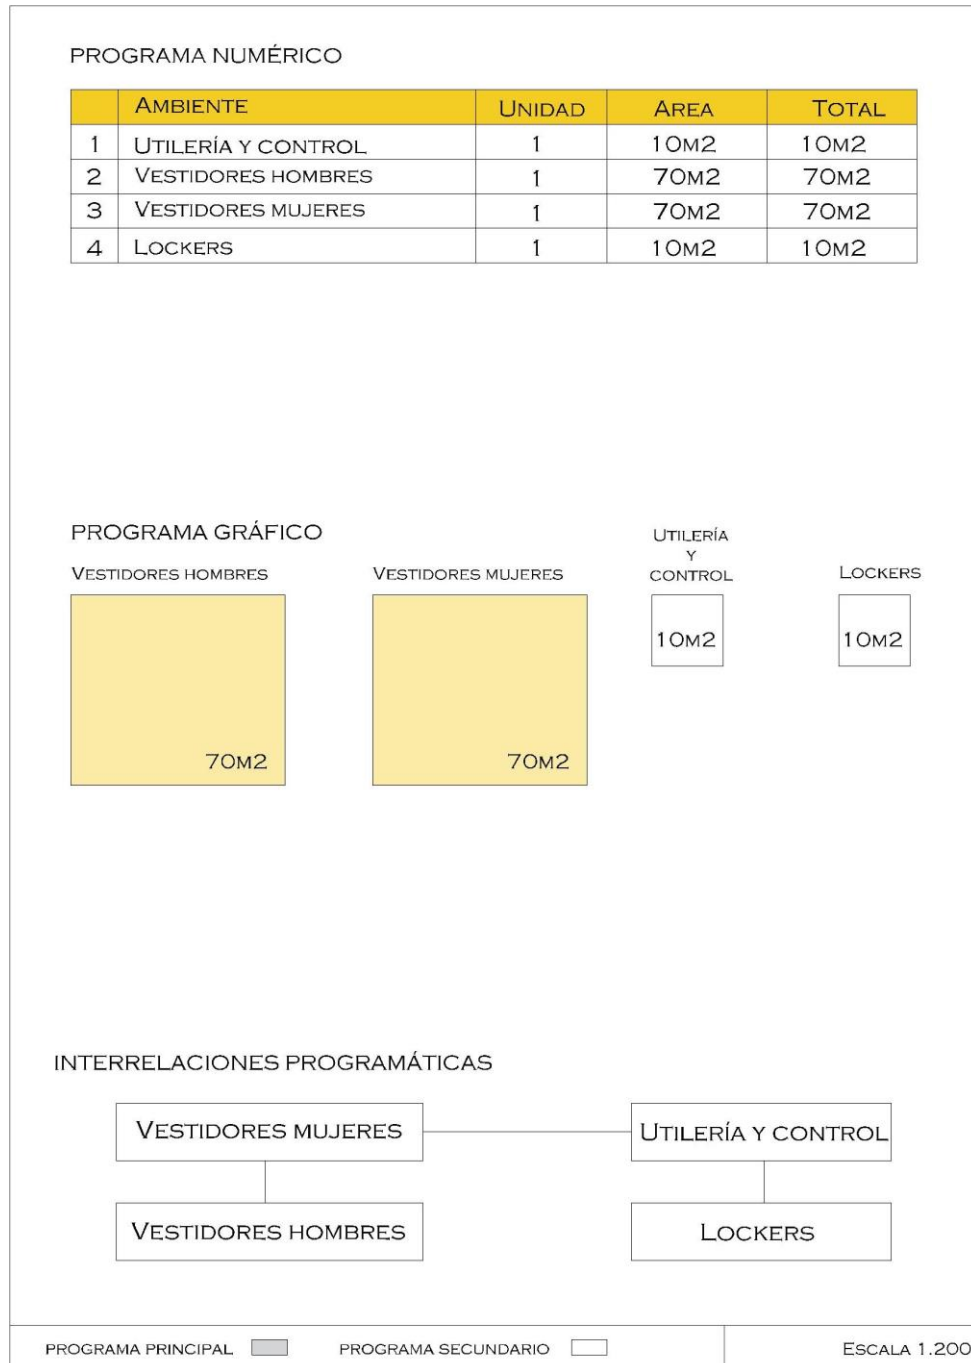 PROGRAMA NUMÉRICO
AMBIENTE UNIDAD AREA TOTAL
1 UTILERÍA Y CONTROL 1 10M2 10M2
2 VESTIDORES HOMBRES 1 70M2 70M2
3 VESTIDORES MUJERES 1 70M2 70M2
4 LOCKERS 1 10M2 10M2
PROGRAMA GRÁFICO
VESTIDORES HOMBRES
70M2
VESTIDORES MUJERES
70M2
UTILERÍA
Y
CONTROL
10M2
LOCKERS
10M2
INTERRELACIONES PROGRAMÁTICAS
VESTIDORES MUJERES UTILERÍA Y CONTROL
VESTIDORES HOMBRES LOCKERS
PROGRAMA PRINCIPAL PROGRAMA SECUNDARIO ESCALA 1.200